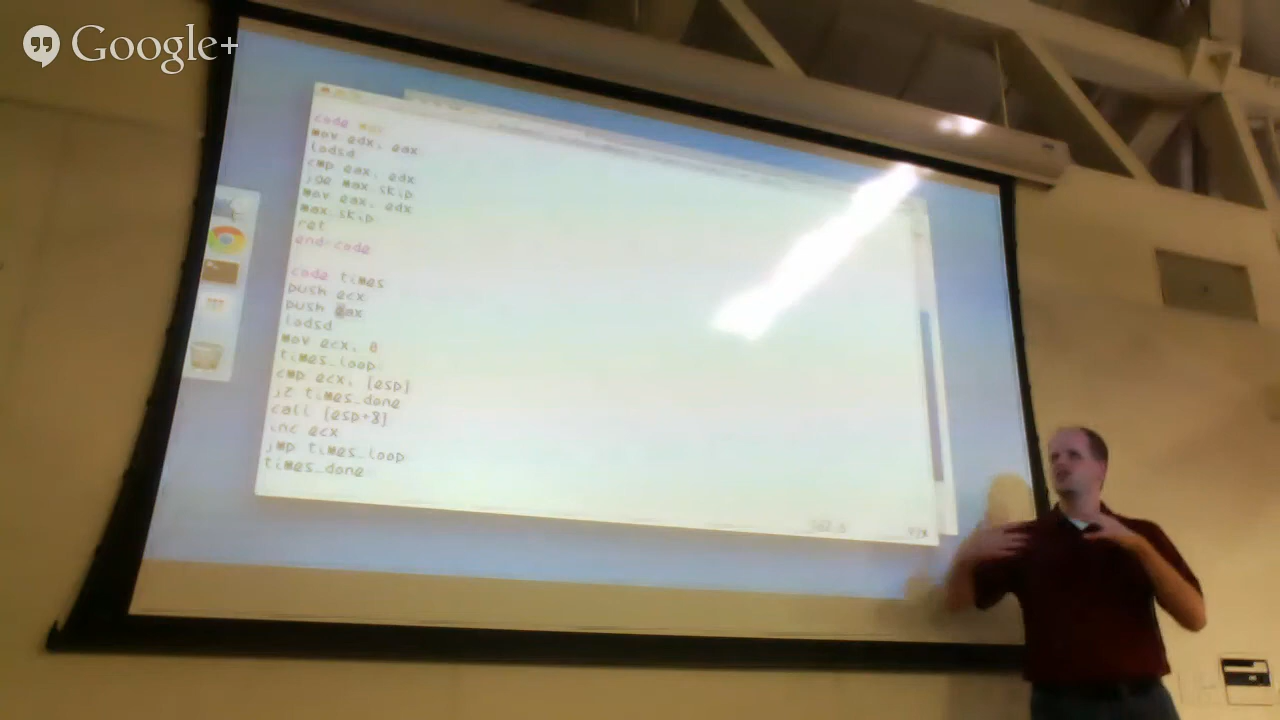 Google+
code max
mov edx, eax
lodsd
cmp eax, edx
jge max_skip
mov eax, edx
max_skip
ret
end-code
code times
push ecx
push eax
lodsd
mov ecx, 0
times_loop
cmp ecx, [esp]
jz times_done
call [esp+8]
inc ecx
jmp times_loop
times_done